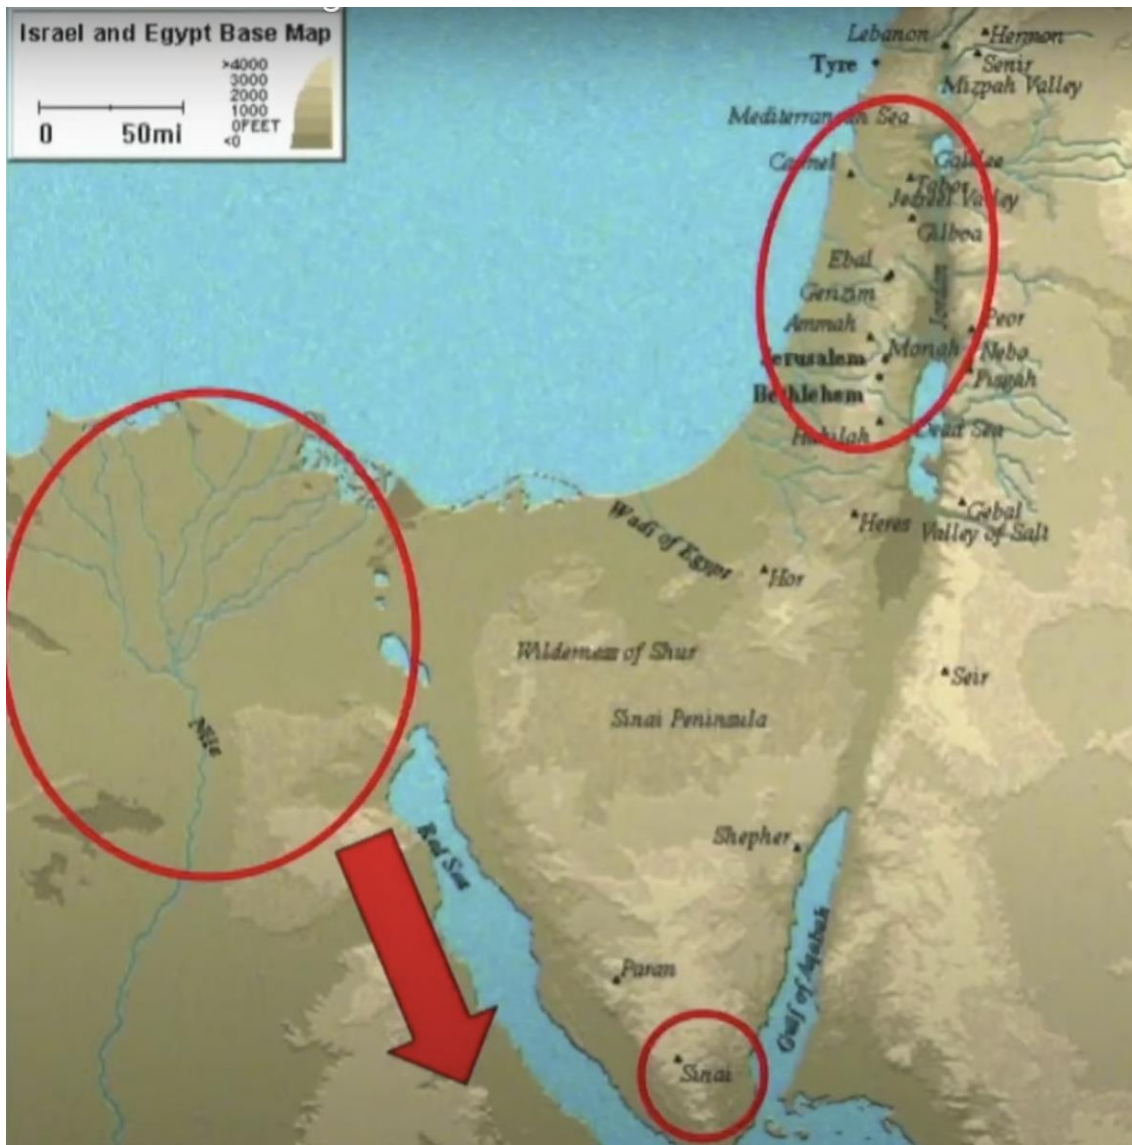 Israel and Egypt Base Map
>4000
3000
2000
1000
0FEET
<0
0 50mi
Lebanon
Hermon
Tyre
Senir
Mizpah Valley
Mediterranean Sea
Carmel
Galilee
Tabor
Jezreel Valley
Gilboa
Ebal
Gerizim
Jordan
Ammah
Peor
Jerusalem
Moriah
Nebo
Pisgah
Bethlehem
Dead Sea
Wadi of Egypt
Heres
Gebal
Valley of Salt
Hor
Wilderness of Shur
Seir
Sinai Peninsula
Nile
Red Sea
Shepher
Gulf of Aqabah
Paran
Sinai